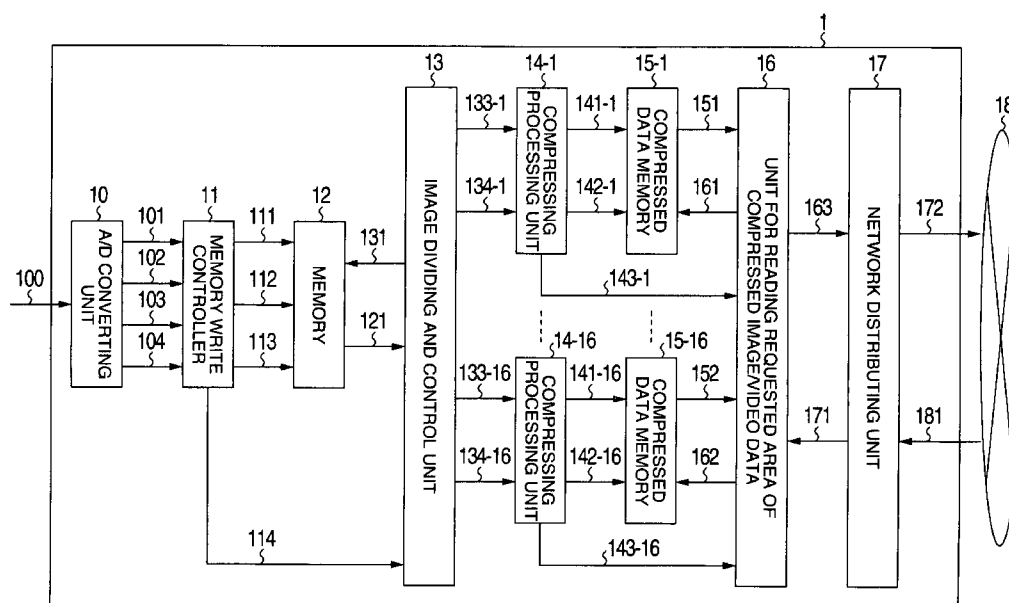 1
13
14-1
15-1
16
17
18
IMAGE DIVIDING AND CONTROL UNIT
133-1
134-1
COMPRESSING
PROCESSING UNIT
141-1
142-1
COMPRESSED
DATA MEMORY
151
161
UNIT FOR READING REQUESTED AREA OF
COMPRESSED IMAGE/VIDEO DATA
163
NETWORK DISTRIBUTING UNIT
172
10
11
12
100
A/D CONVERTING
UNIT
101
102
103
104
MEMORY WRITE
CONTROLLER
111
112
113
MEMORY
131
121
143-1
14-16
15-16
133-16
134-16
COMPRESSING
PROCESSING UNIT
141-16
142-16
COMPRESSED
DATA MEMORY
152
162
171
181
114
143-16